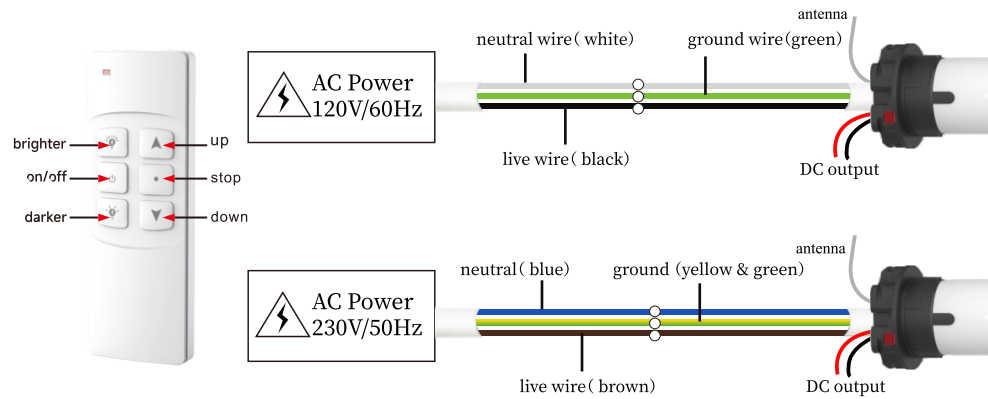 brighter
on/off
darker
up
stop
down
AC Power
120V/60Hz
neutral wire( white)
ground wire(green)
live wire( black)
antenna
DC output
AC Power
230V/50Hz
neutral( blue)
ground (yellow & green)
live wire( brown)
antenna
DC output